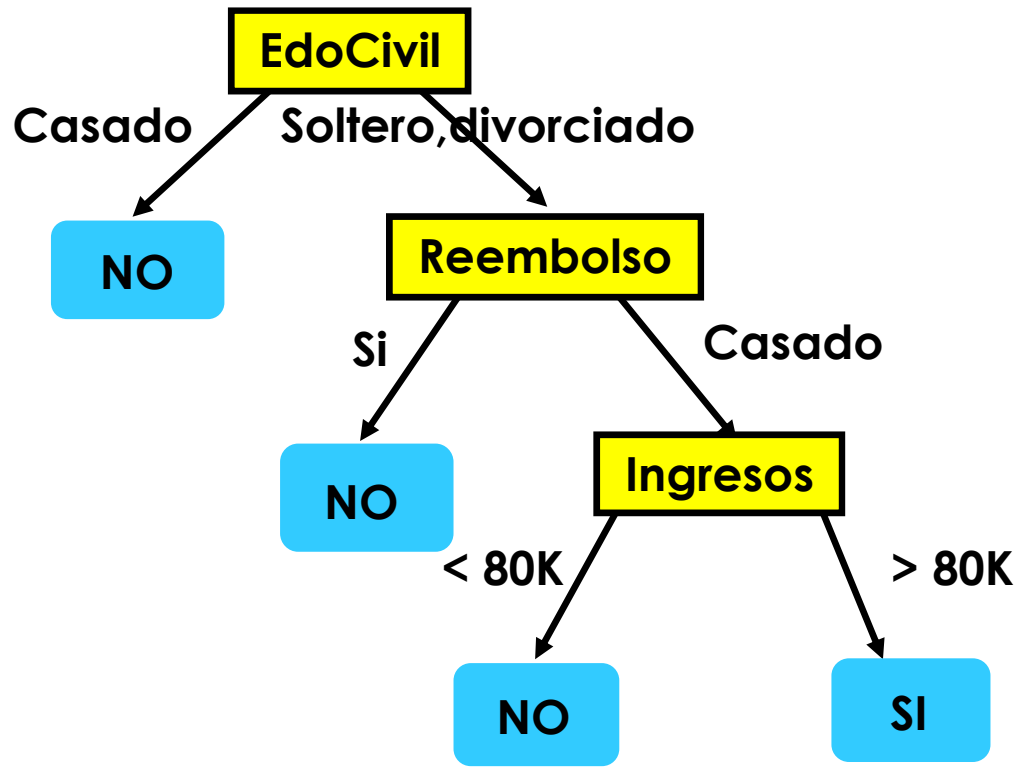 EdoCivil
Casado
Soltero,divorciado
NO
Reembolso
Si
Casado
NO
Ingresos
< 80K
> 80K
NO
SI